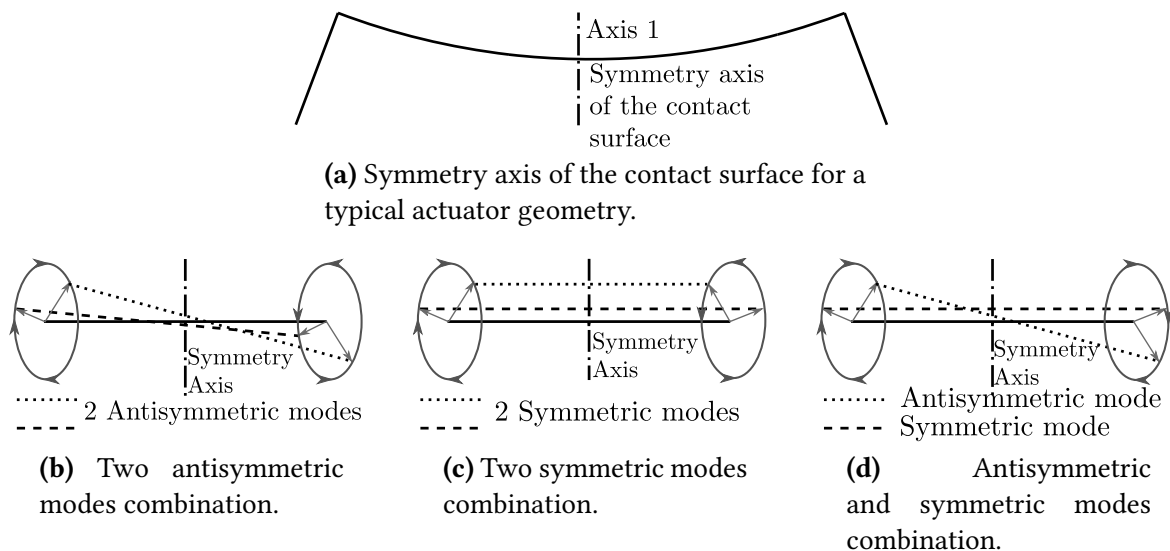 Axis 1
Symmetry axis
of the contact
surface
(a) Symmetry axis of the contact surface for a
typical actuator geometry.
Symmetry
Axis
2 Antisymmetric modes
(b) Two antisymmetric
modes combination.
Symmetry
Axis
2 Symmetric modes
(c) Two symmetric modes
combination.
Symmetry
Axis
Antisymmetric mode
Symmetric mode
(d) Antisymmetric
and symmetric modes
combination.